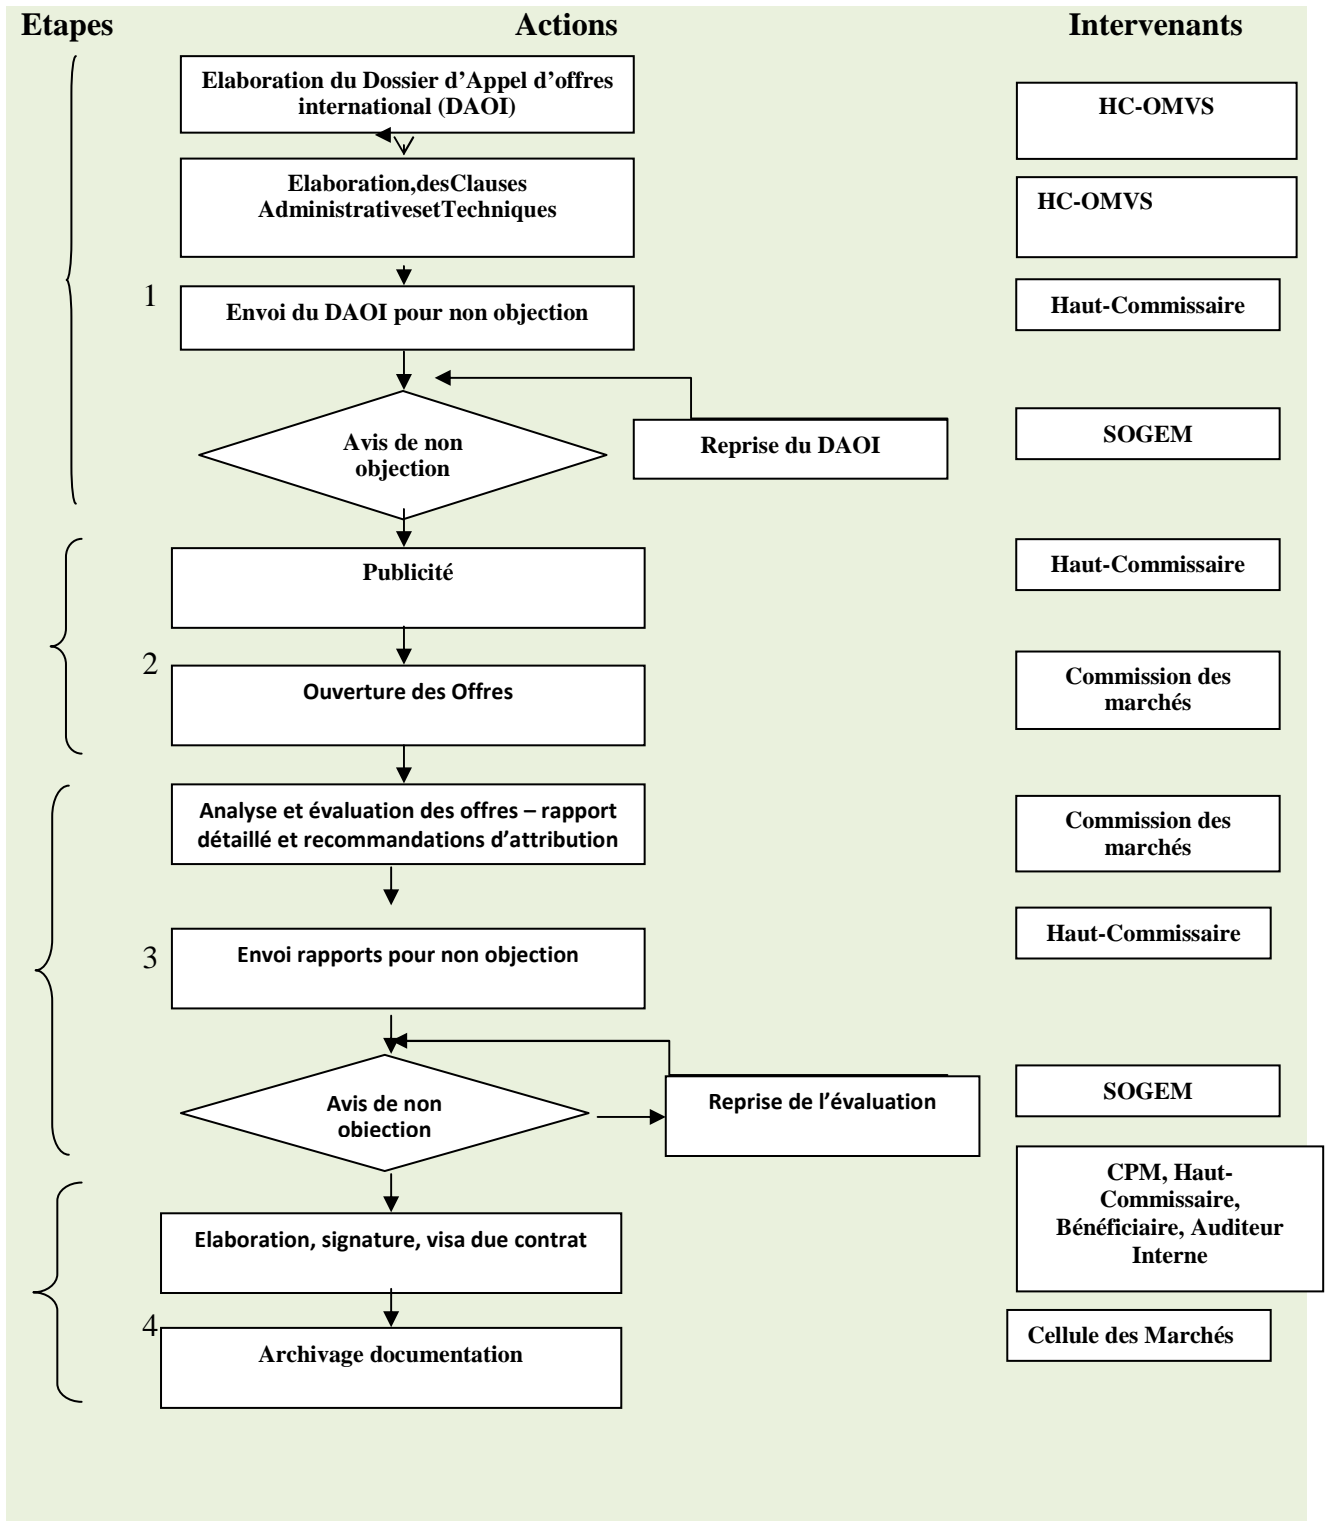 Etapes
Actions
Intervenants
Elaboration du Dossier d’Appel d’offres
international (DAOI)
HC-OMVS
Elaboration,desClauses
AdministrativesetTechniques
HC-OMVS
1
Envoi du DAOI pour non objection
Haut-Commissaire
Avis de non
objection
Reprise du DAOI
SOGEM
Publicité
Haut-Commissaire
2
Ouverture des Offres
Commission des
marchés
Analyse et évaluation des offres – rapport
détaillé et recommandations d’attribution
Commission des
marchés
3
Envoi rapports pour non objection
Haut-Commissaire
Avis de non
obiection
Reprise de l’évaluation
SOGEM
Elaboration, signature, visa due contrat
CPM, Haut-
Commissaire,
Bénéficiaire, Auditeur
Interne
4
Archivage documentation
Cellule des Marchés